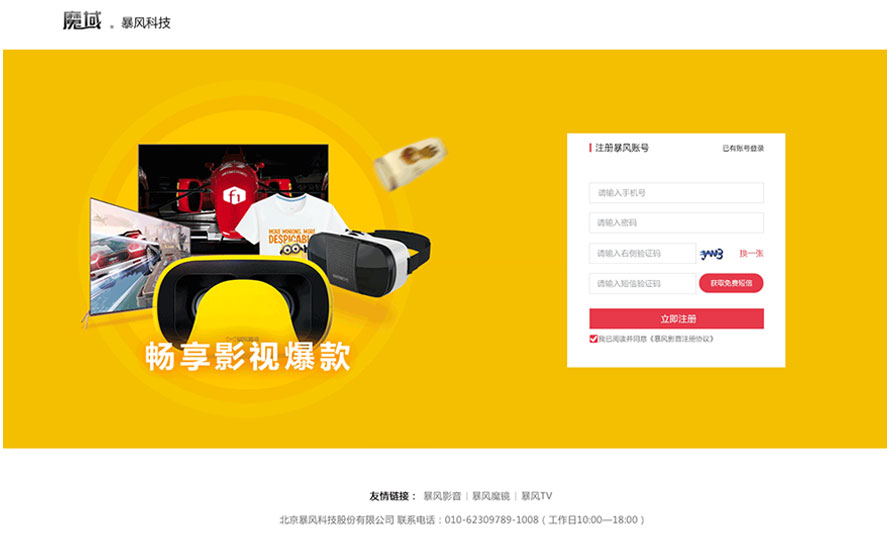 魔域 。暴风科技
注册暴风账号 已有账号登录
请输入手机号
请输入密码
请输入右侧验证码 换一张
请输入短信验证码 获取免费短信
立即注册
我已阅读并同意《暴风影音注册协议》
f1
MORE MINIONS, MORE
DESPICABLE
畅享影视爆款
友情链接： 暴风影音 | 暴风魔镜 | 暴风TV
北京暴风科技股份有限公司 联系电话：010-62309789-1008（工作日10:00—18:00）